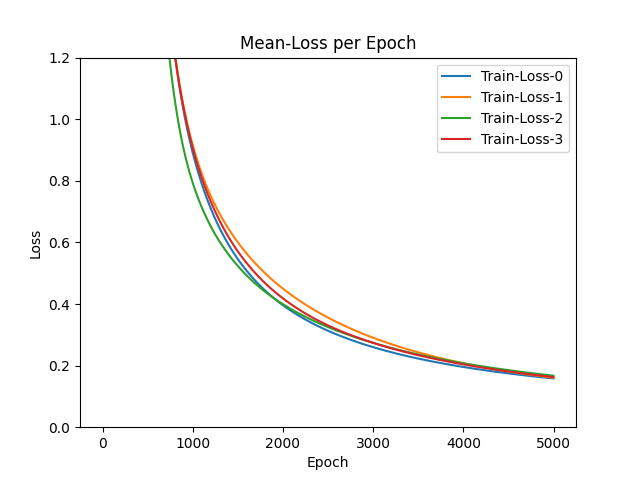 Mean-Loss per Epoch
Train-Loss-0
Train-Loss-1
Train-Loss-2
Train-Loss-3
Loss
1.2
1.0
0.8
0.6
0.4
0.2
0.0
0 1000 2000 3000 4000 5000
Epoch